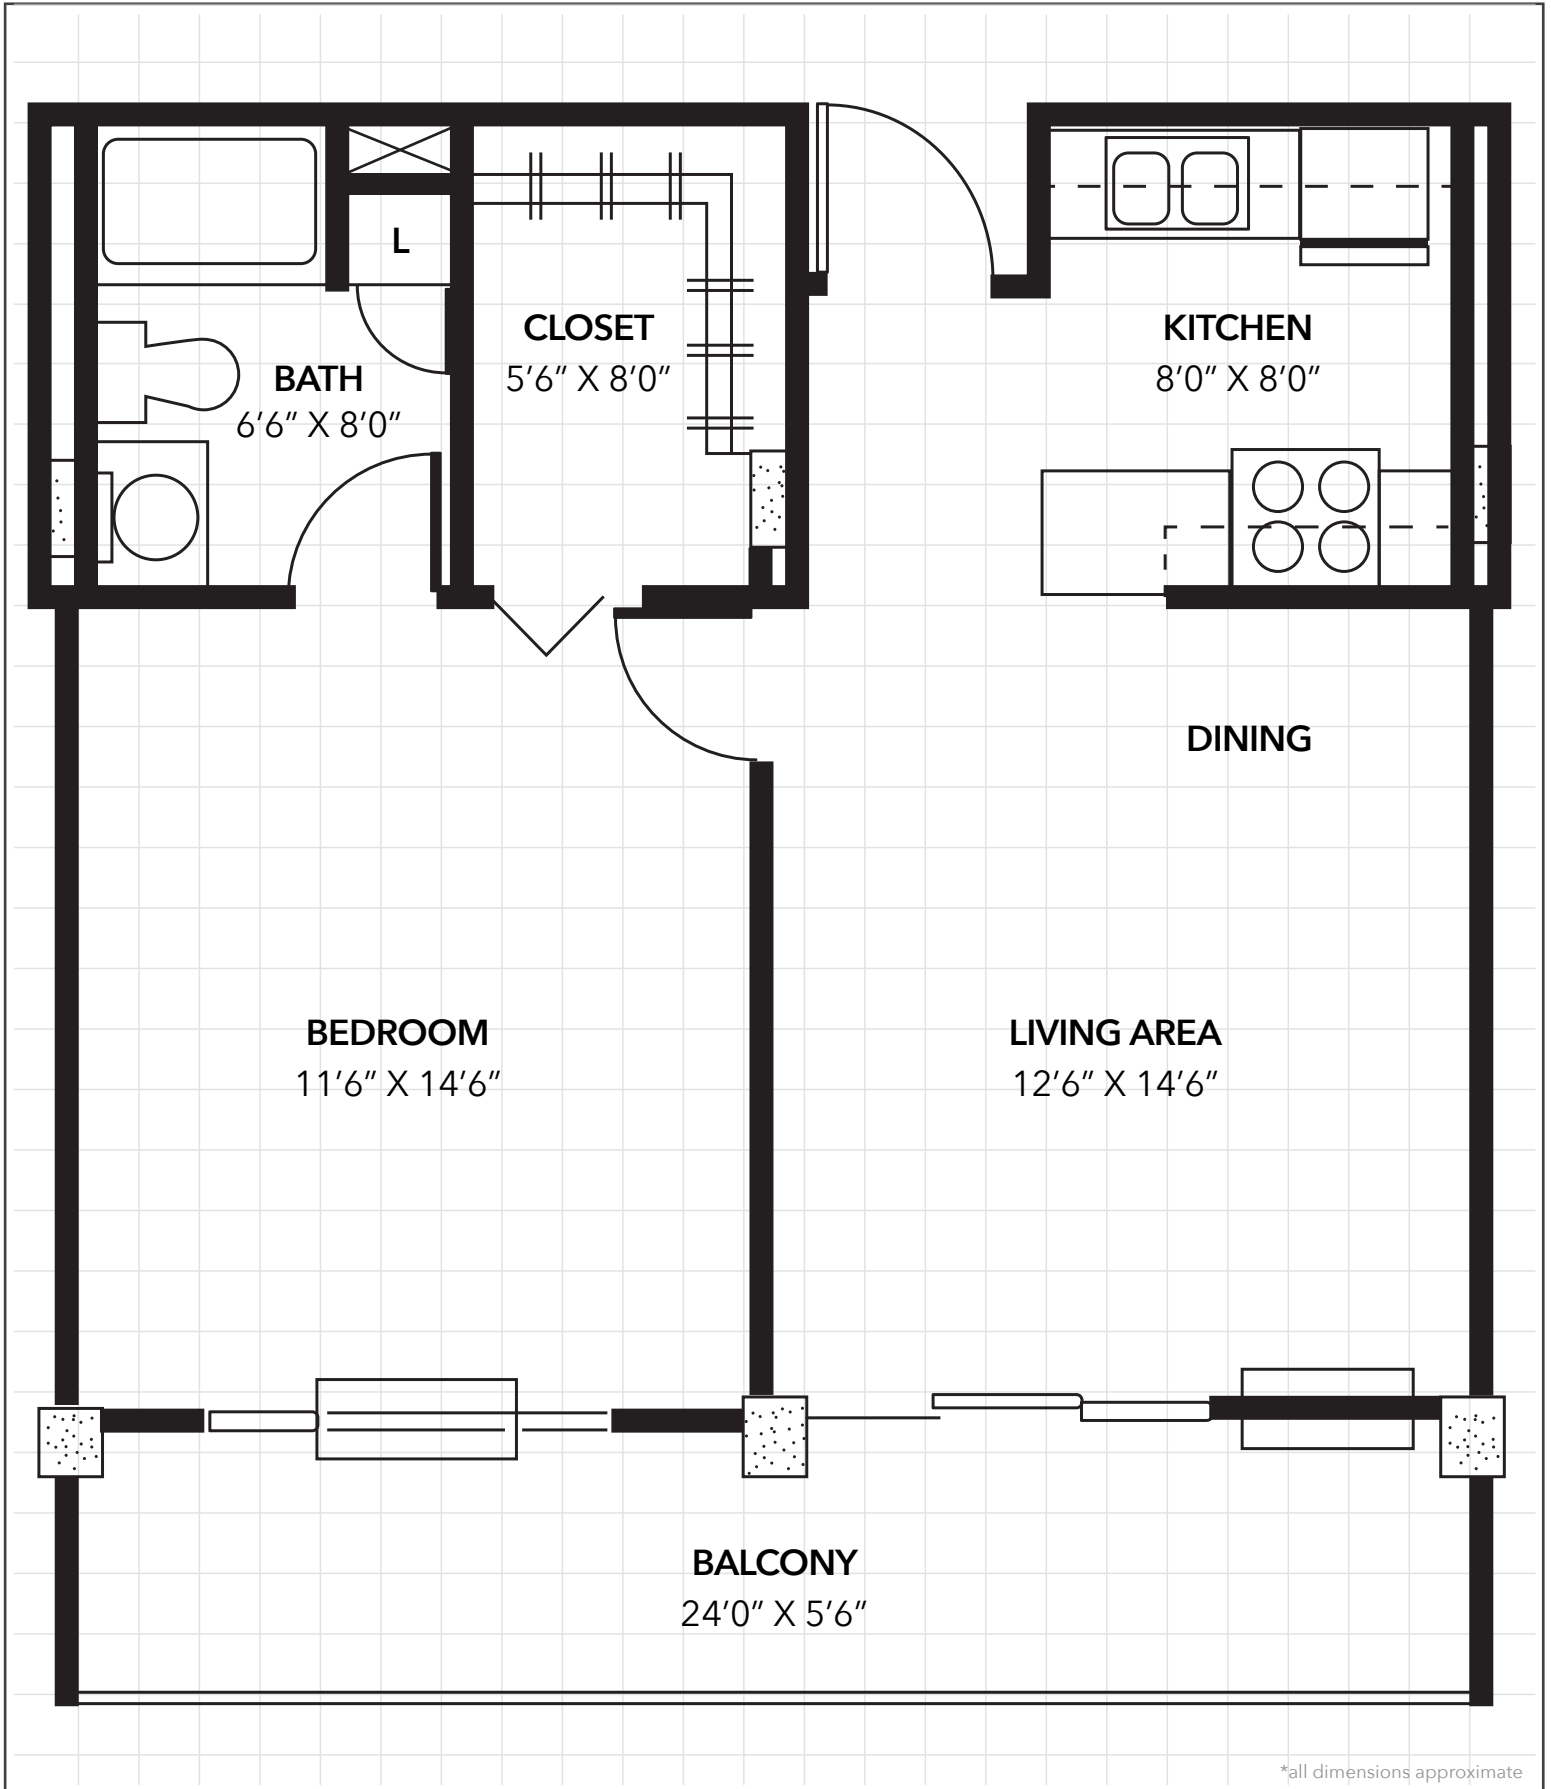 L
CLOSET
5’6” X 8’0”
KITCHEN
8’0” X 8’0”
BATH
6’6” X 8’0”
DINING
BEDROOM
11’6” X 14’6”
LIVING AREA
12’6” X 14’6”
BALCONY
24’0” X 5’6”
*all dimensions approximate